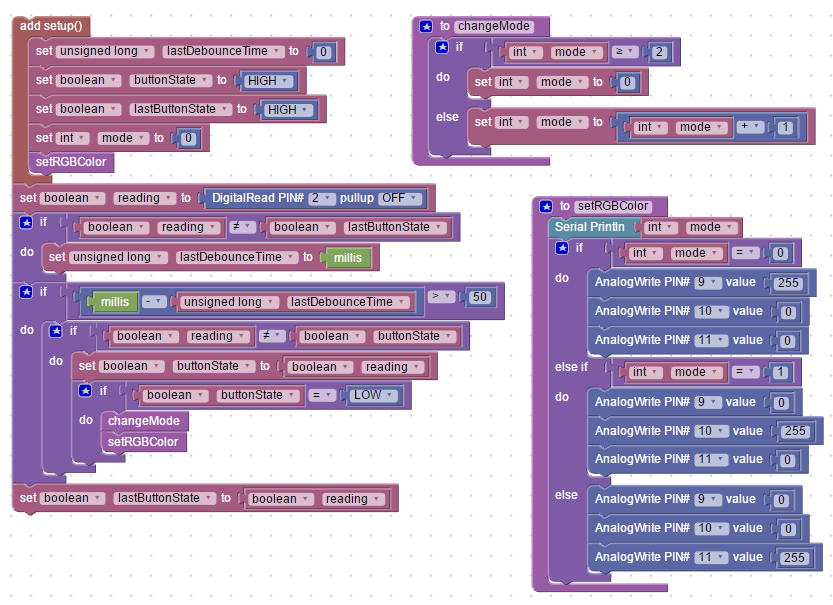 add setup()
set unsigned long lastDebounceTime to 0
set boolean buttonState to HIGH
set boolean lastButtonState to HIGH
set int mode to 0
setRGBColor
set boolean reading to DigitalRead PIN# 2 pullup OFF
if boolean reading ≠ boolean lastButtonState
do set unsigned long lastDebounceTime to millis
if millis - unsigned long lastDebounceTime > 50
do if boolean reading ≠ boolean buttonState
do set boolean buttonState to boolean reading
if boolean buttonState = LOW
do changeMode
setRGBColor
set boolean lastButtonState to boolean reading
to changeMode
if int mode ≥ 2
do set int mode to 0
else set int mode to int mode + 1
to setRGBColor
Serial Println int mode
if int mode = 0
do AnalogWrite PIN# 9 value 255
AnalogWrite PIN# 10 value 0
AnalogWrite PIN# 11 value 0
else if int mode = 1
do AnalogWrite PIN# 9 value 0
AnalogWrite PIN# 10 value 255
AnalogWrite PIN# 11 value 0
else AnalogWrite PIN# 9 value 0
AnalogWrite PIN# 10 value 0
AnalogWrite PIN# 11 value 255